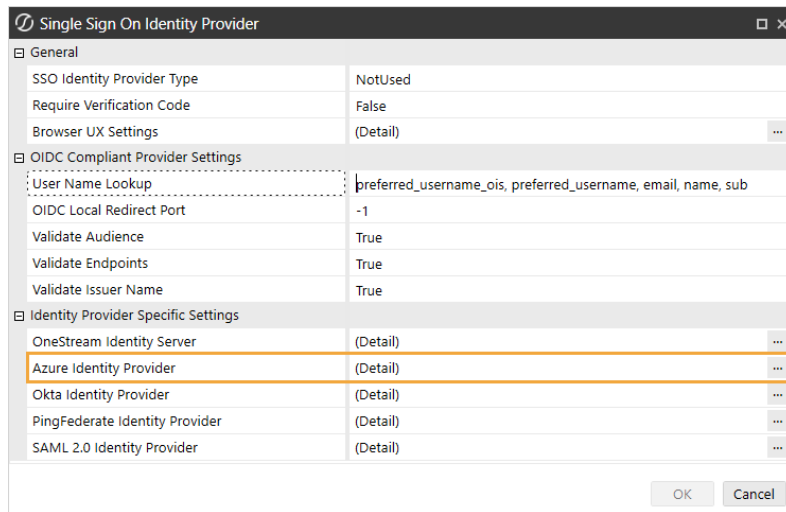 Single Sign On Identity Provider
General
SSO Identity Provider Type NotUsed
Require Verification Code False
Browser UX Settings (Detail) ...
OIDC Compliant Provider Settings
User Name Lookup preferred_username_ois, preferred_username, email, name, sub
OIDC Local Redirect Port -1
Validate Audience True
Validate Endpoints True
Validate Issuer Name True
Identity Provider Specific Settings
OneStream Identity Server (Detail) ...
Azure Identity Provider (Detail) ...
Okta Identity Provider (Detail) ...
PingFederate Identity Provider (Detail) ...
SAML 2.0 Identity Provider (Detail) ...
OK Cancel